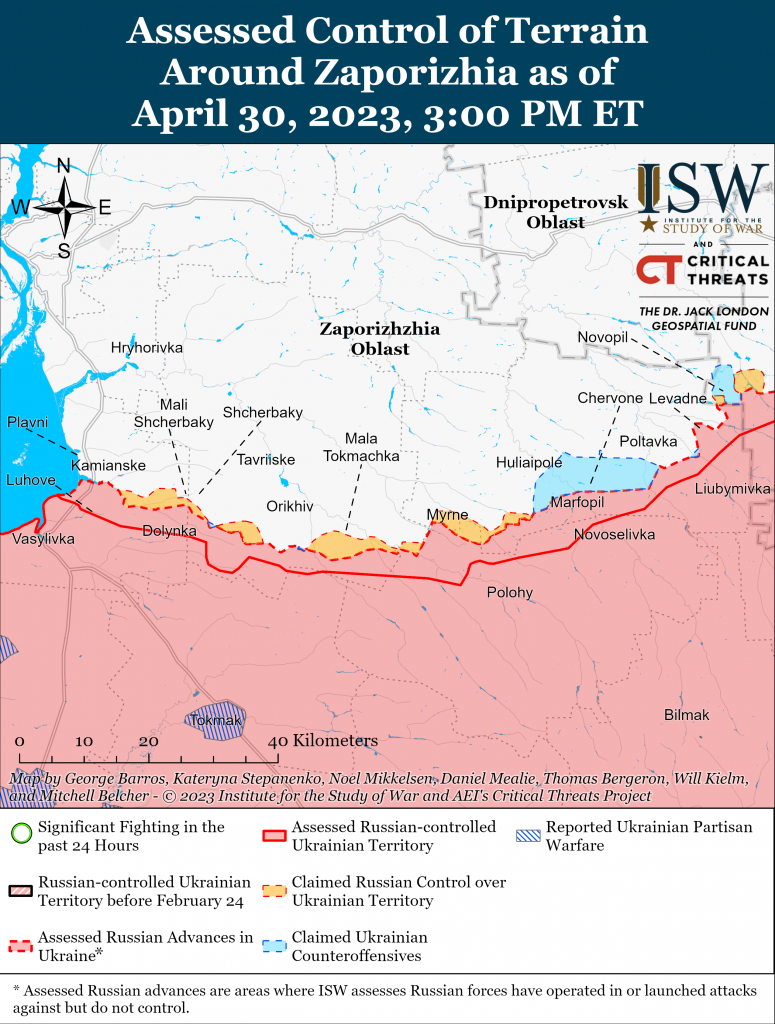 Assessed Control of Terrain
Around Zaporizhia as of
April 30, 2023, 3:00 PM ET
N
W E
S
Dnipropetrovsk
Oblast
ISW
INSTITUTE FOR THE
STUDY OF WAR
AND
CT CRITICAL
THREATS
THE DR. JACK LONDON
GEOSPATIAL FUND
Zaporizhzhia
Oblast
Novopil
Hryhorivka
Mali
Shcherbaky
Shcherbaky
Chervone
Levadne
Plavni
Mala
Tokmachka
Poltavka
Kamianske
Tavriiske
Huliaipole
Luhove
Liubymivka
Orikhiv
Marfopil
Myrne
Vasylivka
Dolynka
Novoselivka
Polohy
Tokmak
Bilmak
0 10 20 40 Kilometers
Map by George Barros, Kateryna Stepanenko, Noel Mikkelsen, Daniel Mealie, Thomas Bergeron, Will Kielm,
and Mitchell Belcher - © 2023 Institute for the Study of War and AEI's Critical Threats Project
Significant Fighting in the
past 24 Hours
Assessed Russian-controlled
Ukrainian Territory
Reported Ukrainian Partisan
Warfare
Russian-controlled Ukrainian
Territory before February 24
Claimed Russian Control over
Ukrainian Territory
Assessed Russian Advances in
Ukraine*
Claimed Ukrainian
Counteroffensives
* Assessed Russian advances are areas where ISW assesses Russian forces have operated in or launched attacks
against but do not control.